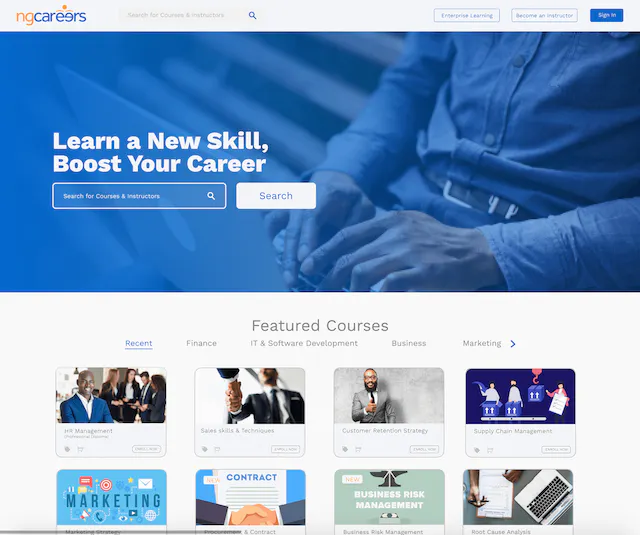 ngcareers
Search for Courses & Instructors
Enterprise Learning
Become an Instructor
Sign In
Learn a New Skill,
Boost Your Career
Search for Courses & Instructors
Search
Featured Courses
Recent
Finance
IT & Software Development
Business
Marketing
HR Management
(Professional Diploma)
ENROLL NOW
Sales skills & Techniques
ENROLL NOW
Customer Retention Strategy
ENROLL NOW
Supply Chain Management
ENROLL NOW
MARKETING
Marketing Strategy
NEW
CONTRACT
Procurement & Contract
NEW
BUSINESS RISK
MANAGEMENT
Business Risk Management
Root Cause Analysis